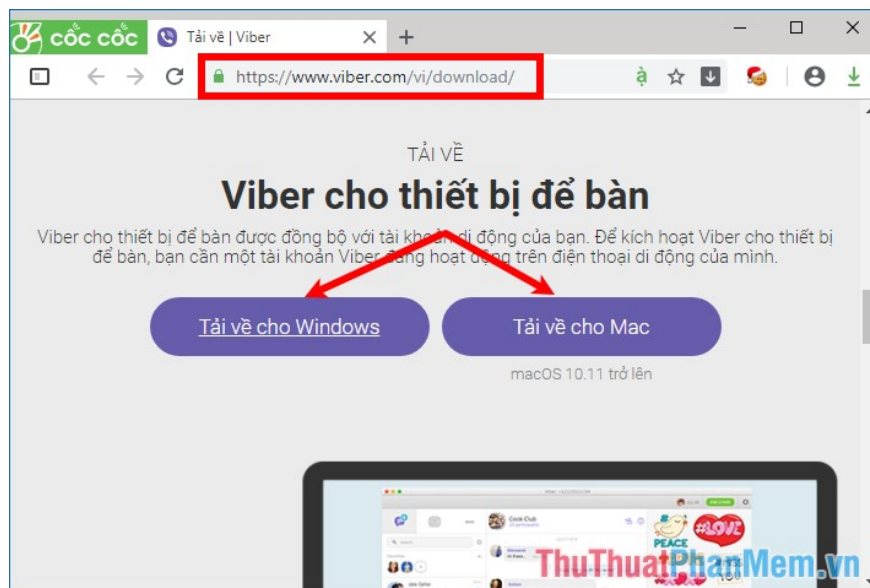 cốc cốc
Tải về | Viber
https://www.viber.com/vi/download/
TẢI VỀ
Viber cho thiết bị để bàn
Viber cho thiết bị để bàn được đồng bộ với tài khoản di động của bạn. Để kích hoạt Viber cho thiết bị
để bàn, bạn cần một tài khoản Viber đang hoạt động trên điện thoại di động của mình.
Tải về cho Windows
Tải về cho Mac
macOS 10.11 trở lên
Cook Club
PEACE
#LOVE
ThuThuatPhanMem.vn